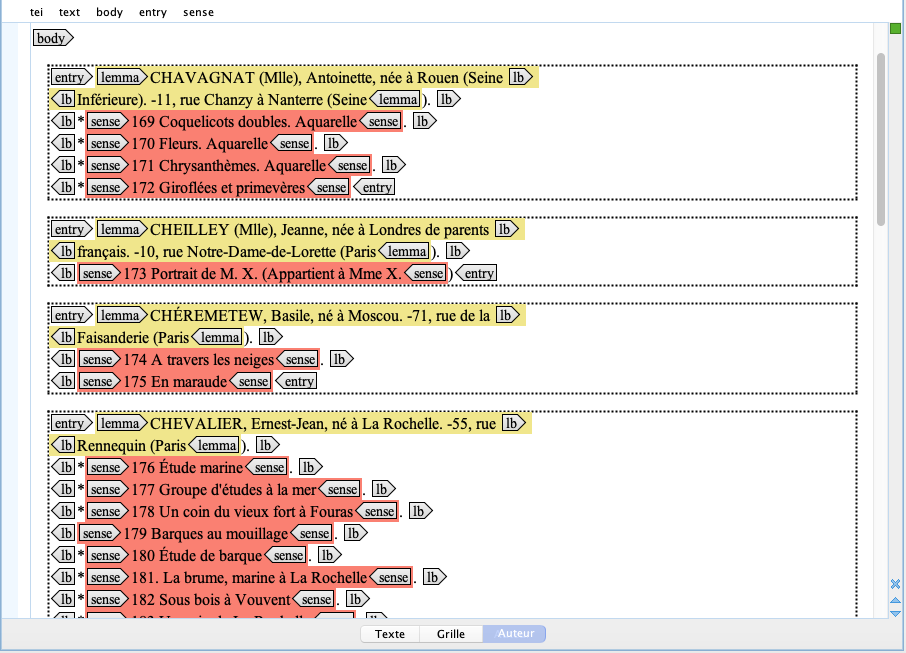 tei text body entry sense
body
entry lemma CHAVAGNAT (Mlle), Antoinette, née à Rouen (Seine lb
lb Inférieure). -11, rue Chanzy à Nanterre (Seine lemma ). lb
lb * sense 169 Coquelicots doubles. Aquarelle sense . lb
lb * sense 170 Fleurs. Aquarelle sense . lb
lb * sense 171 Chrysanthèmes. Aquarelle sense . lb
lb * sense 172 Giroflées et primevères sense entry
entry lemma CHEILLEY (Mlle), Jeanne, née à Londres de parents lb
lb français. -10, rue Notre-Dame-de-Lorette (Paris lemma ). lb
lb sense 173 Portrait de M. X. (Appartient à Mme X. sense ) entry
entry lemma CHÉREMETEW, Basile, né à Moscou. -71, rue de la lb
lb Faisanderie (Paris lemma ). lb
lb sense 174 A travers les neiges sense . lb
lb sense 175 En maraude sense entry
entry lemma CHEVALIER, Ernest-Jean, né à La Rochelle. -55, rue lb
lb Rennequin (Paris lemma ). lb
lb * sense 176 Étude marine sense . lb
lb * sense 177 Groupe d'études à la mer sense . lb
lb * sense 178 Un coin du vieux fort à Fouras sense . lb
lb sense 179 Barques au mouillage sense . lb
lb * sense 180 Étude de barque sense . lb
lb * sense 181. La brume, marine à La Rochelle sense . lb
lb * sense 182 Sous bois à Vouvent sense . lb
Texte Grille Auteur